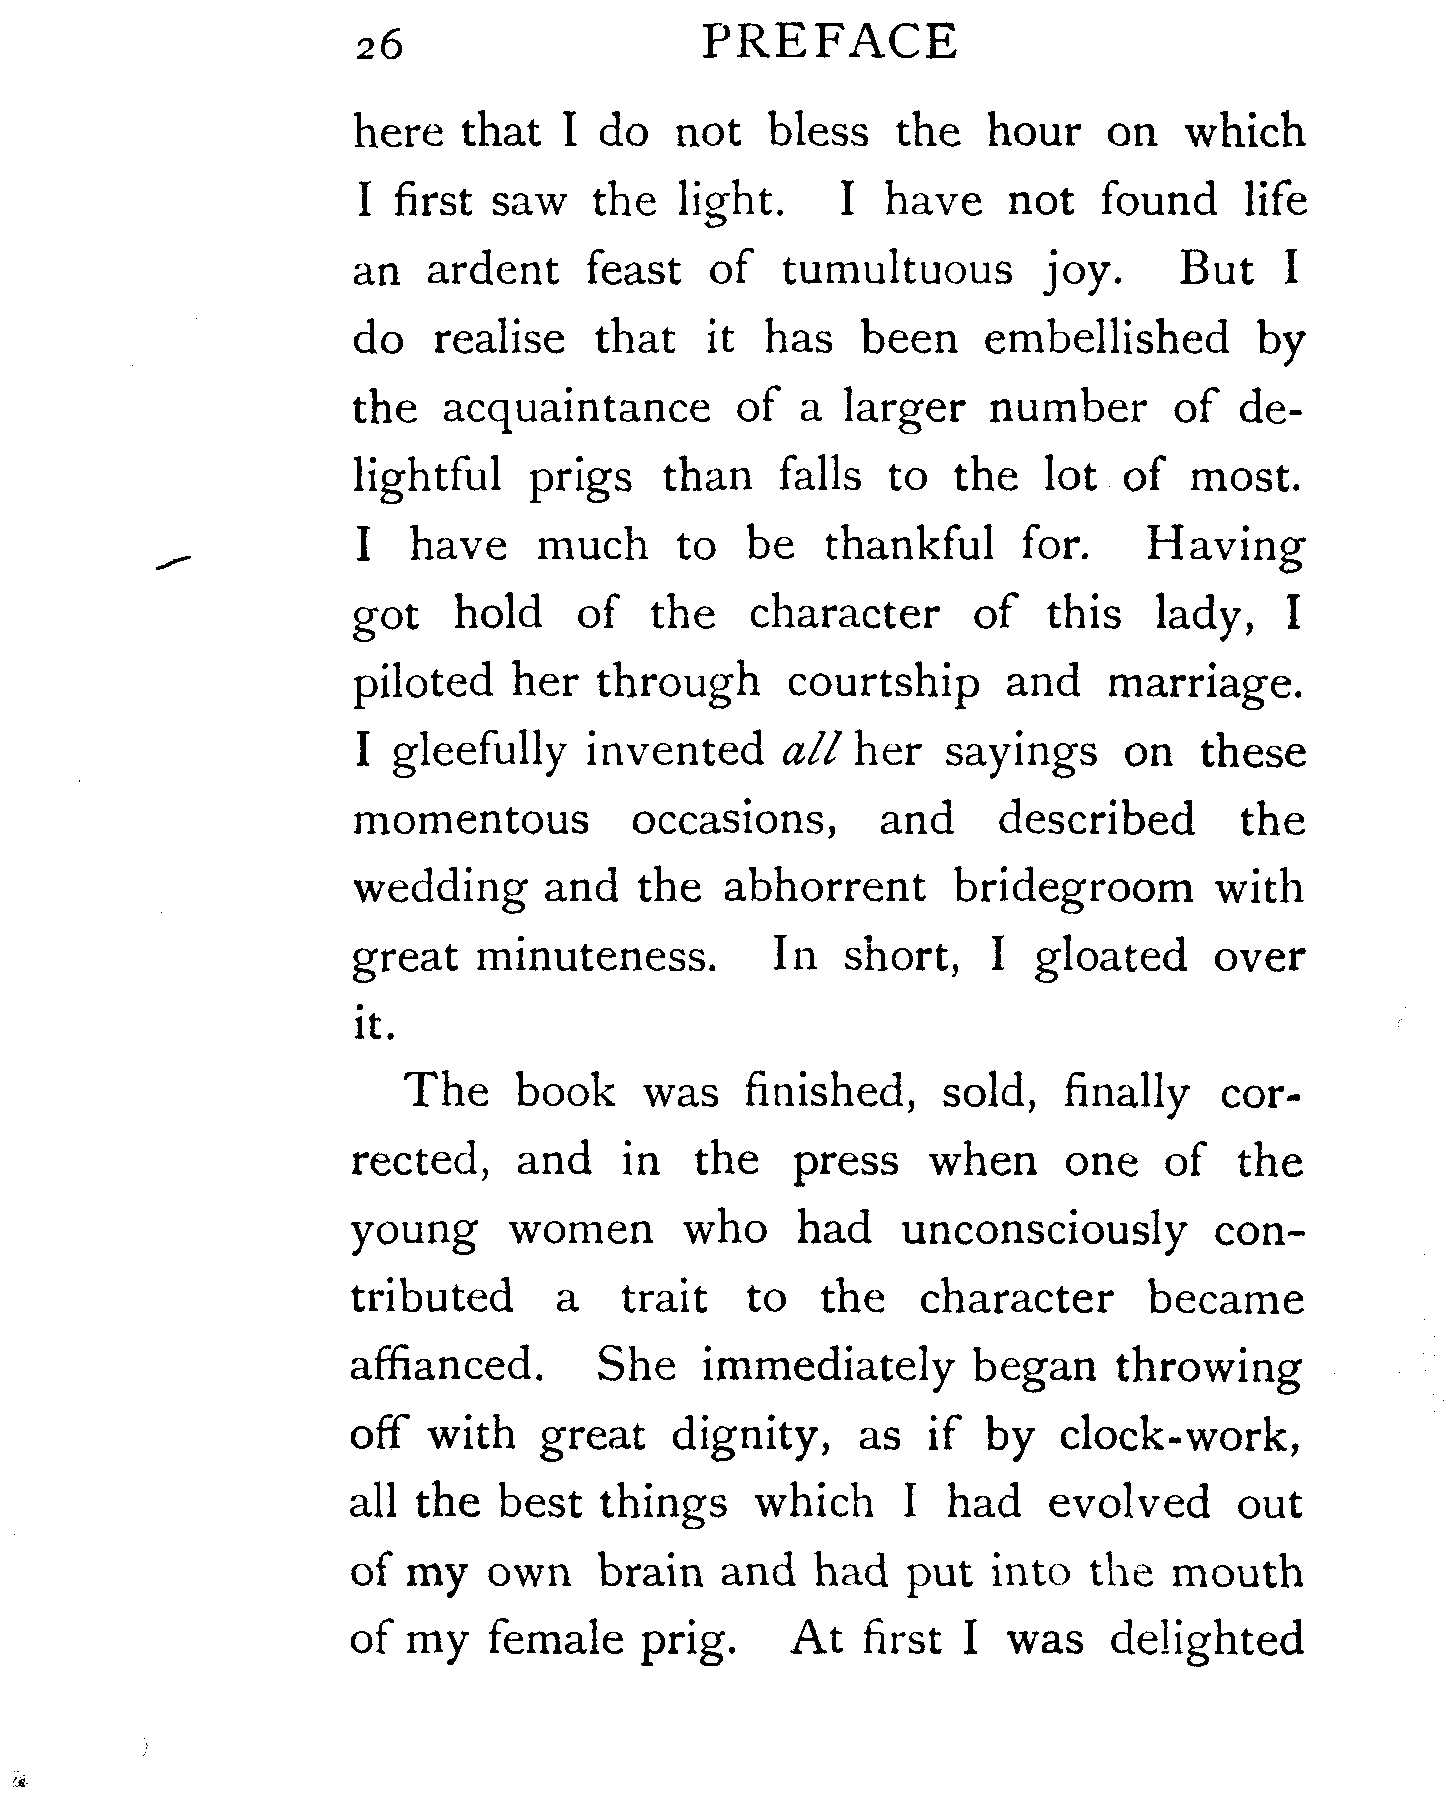 26 PREFACE
here that I do not bless the hour on which
I first saw the light. I have not found life
an ardent feast of tumultuous joy. But I
do realise that it has been embellished by
the acquaintance of a larger number of de-
lightful prigs than falls to the lot of most.
I have much to be thankful for. Having
got hold of the character of this lady, I
piloted her through courtship and marriage.
I gleefully invented all her sayings on these
momentous occasions, and described the
wedding and the abhorrent bridegroom with
great minuteness. In short, I gloated over
it.
The book was finished, sold, finally cor-
rected, and in the press when one of the
young women who had unconsciously con-
tributed a trait to the character became
affianced. She immediately began throwing
off with great dignity, as if by clock-work,
all the best things which I had evolved out
of my own brain and had put into the mouth
of my female prig. At first I was delighted